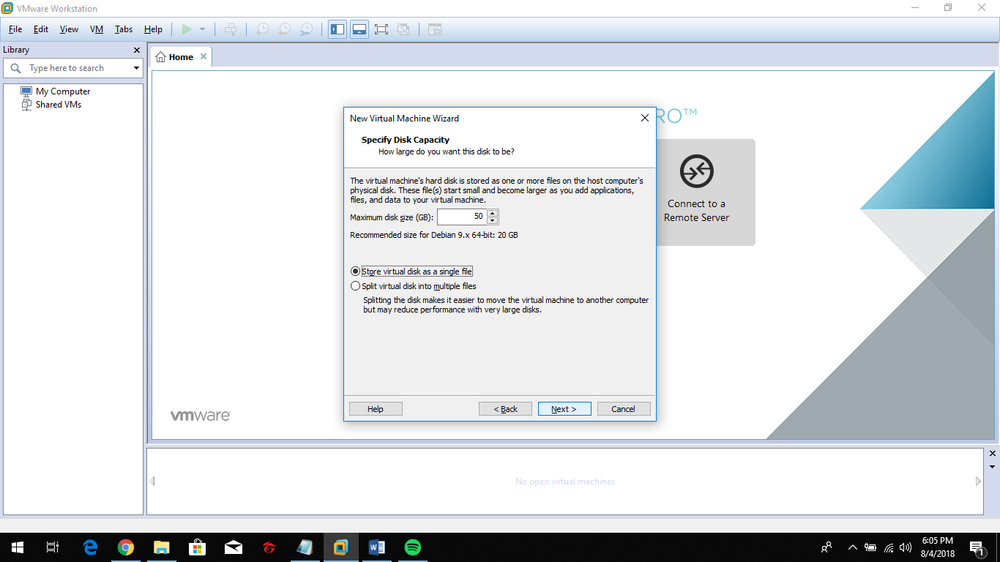 VMware Workstation
File Edit View VM Tabs Help
Library
Type here to search
My Computer
Shared VMs
Home
RO™
Connect to a
Remote Server
New Virtual Machine Wizard
Specify Disk Capacity
How large do you want this disk to be?
The virtual machine's hard disk is stored as one or more files on the host computer's
physical disk. These file(s) start small and become larger as you add applications,
files, and data to your virtual machine.
Maximum disk size (GB): 50
Recommended size for Debian 9.x 64-bit: 20 GB
Store virtual disk as a single file
Split virtual disk into multiple files
Splitting the disk makes it easier to move the virtual machine to another computer
but may reduce performance with very large disks.
Help < Back Next > Cancel
vmware
No open virtual machines
6:05 PM
8/4/2018
1